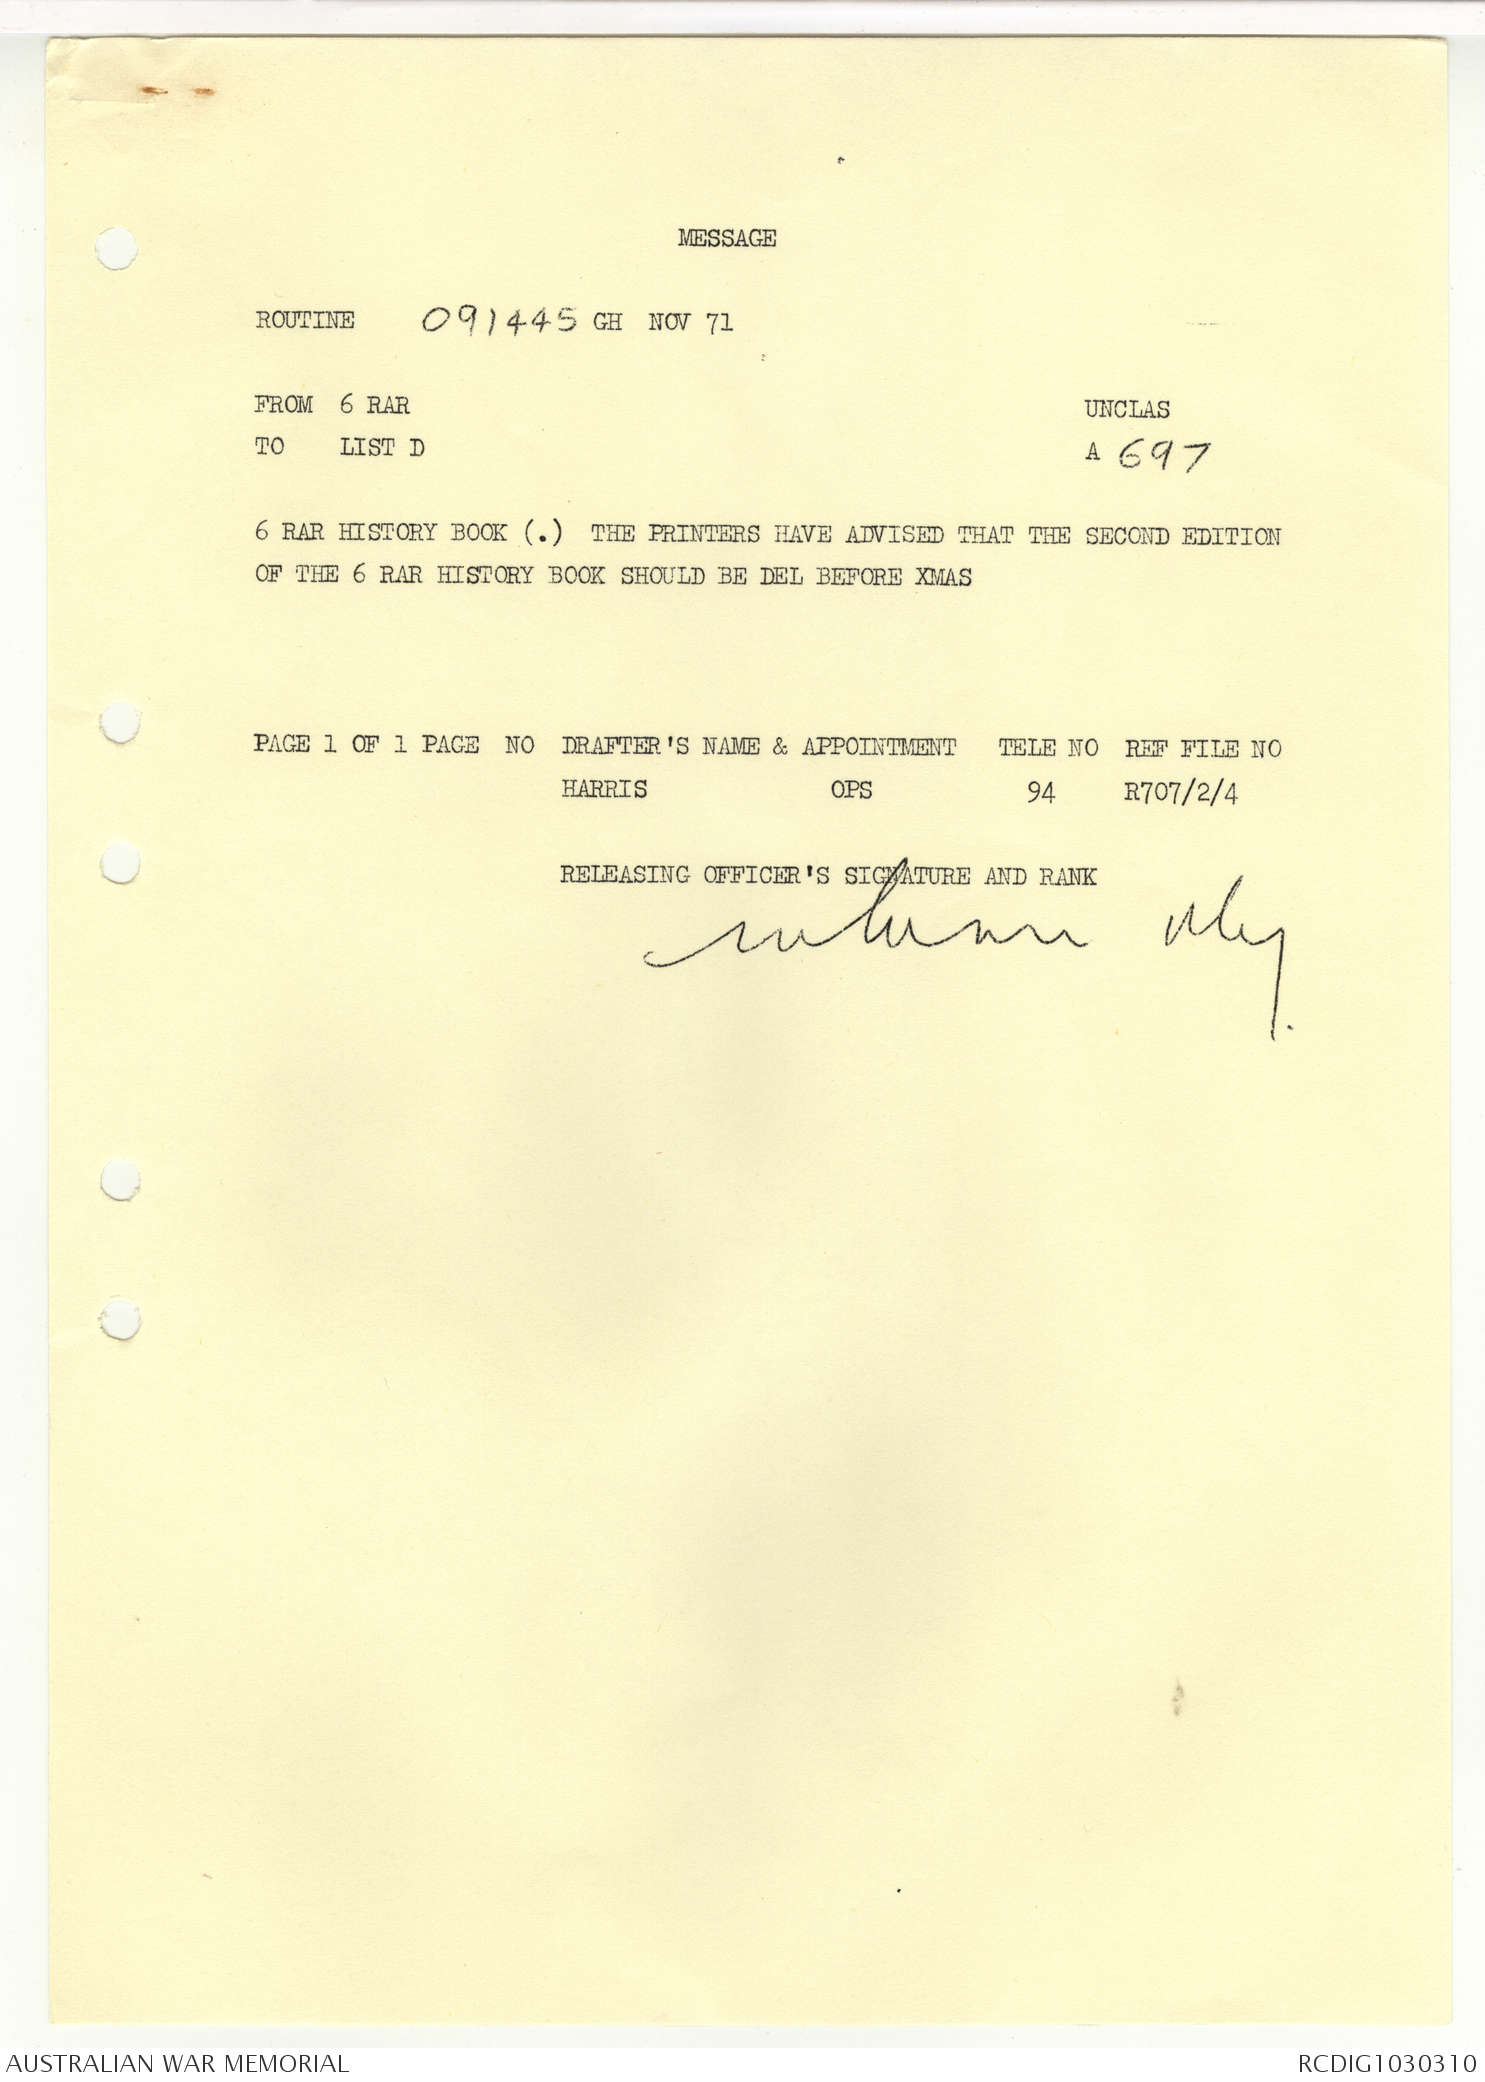 MESSAGE
ROUTINE 091445 GH NOV 71
FROM 6 RAR UNCLAS
TO LIST D A 697
6 RAR HISTORY BOOK (.) THE PRINTERS HAVE ADVISED THAT THE SECOND EDITION
OF THE 6 RAR HISTORY BOOK SHOULD BE DEL BEFORE XMAS
PAGE 1 OF 1 PAGE NO DRAFTER'S NAME & APPOINTMENT TELE NO REF FILE NO
HARRIS OPS 94 R707/2/4
RELEASING OFFICER'S SIGNATURE AND RANK
AUSTRALIAN WAR MEMORIAL RCDIG1030310